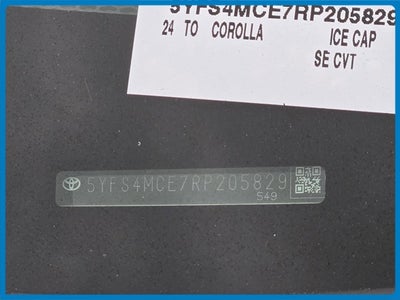 5YFS4MCE7RP205829
24 TO COROLLA ICE CAP
SE CVT
5YFS4MCE7RP205829
549